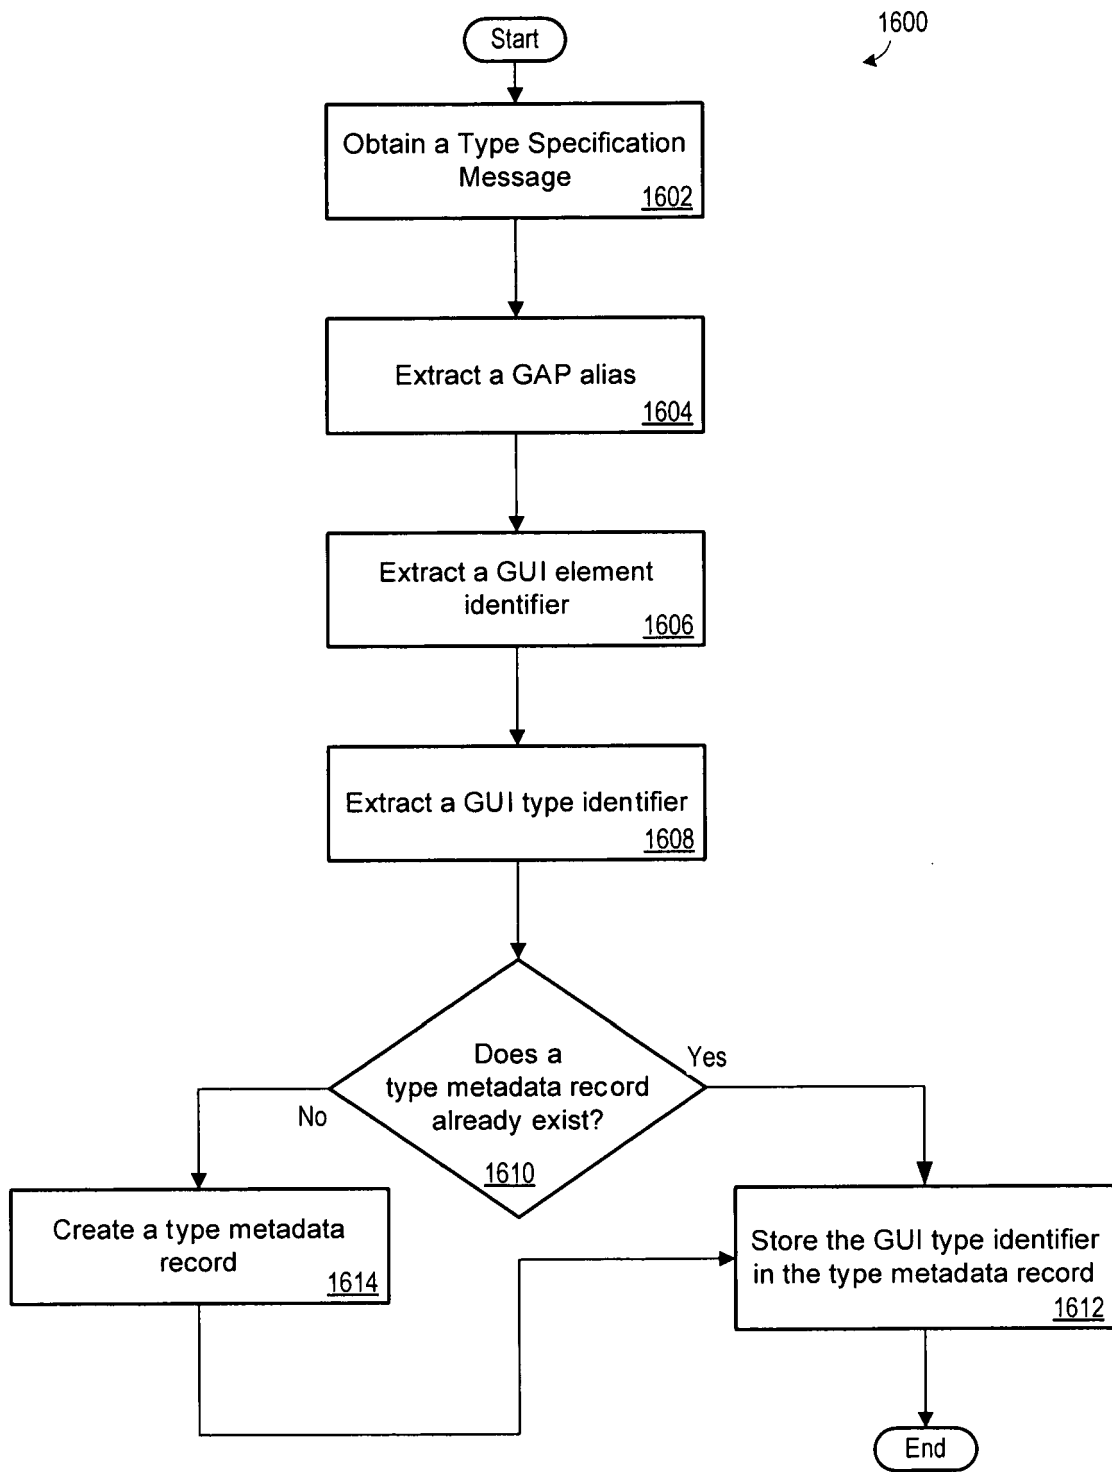 1600
Start
Obtain a Type Specification
Message
1602
Extract a GAP alias
1604
Extract a GUI element
identifier
1606
Extract a GUI type identifier
1608
Does a
type metadata record
already exist?
1610
Yes
No
Create a type metadata
record
1614
Store the GUI type identifier
in the type metadata record
1612
End